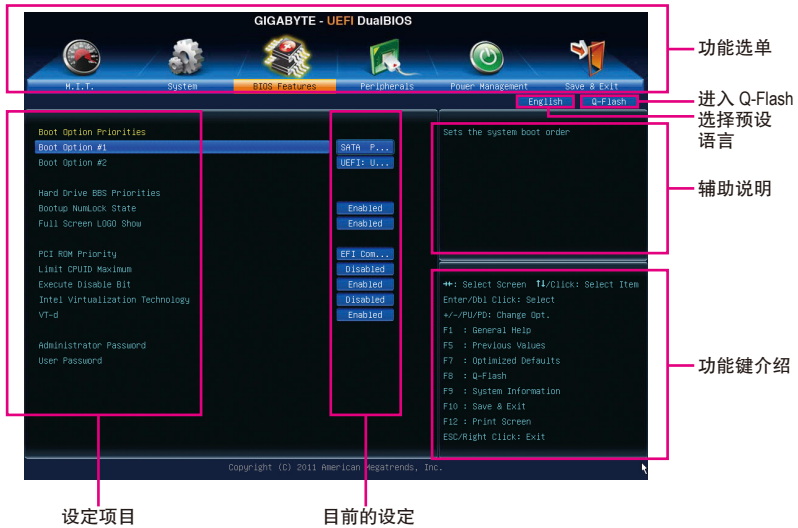 GIGABYTE - UEFI DualBIOS
功能选单
M.I.T. System BIOS Features Peripherals Power Management Save & Exit
English Q-Flash
进入 Q-Flash
选择预设
语言
Boot Option Priorities
Boot Option #1 SATA P...
Boot Option #2 UEFI: U...
Hard Drive BBS Priorities
Bootup NumLock State Enabled
Full Screen LOGO Show Enabled
PCI ROM Priority EFI Com...
Limit CPUID Maximum Disabled
Execute Disable Bit Enabled
Intel Virtualization Technology Disabled
VT-d Enabled
Administrator Password
User Password
Sets the system boot order
辅助说明
→←: Select Screen ↑↓/Click: Select Item
Enter/Dbl Click: Select
+/-/PU/PD: Change Opt.
F1 : General Help
F5 : Previous Values
F7 : Optimized Defaults
F8 : Q-Flash
F9 : System Information
F10 : Save & Exit
F12 : Print Screen
ESC/Right Click: Exit
功能键介绍
Copyright (C) 2011 American Megatrends, Inc.
设定项目
目前的设定